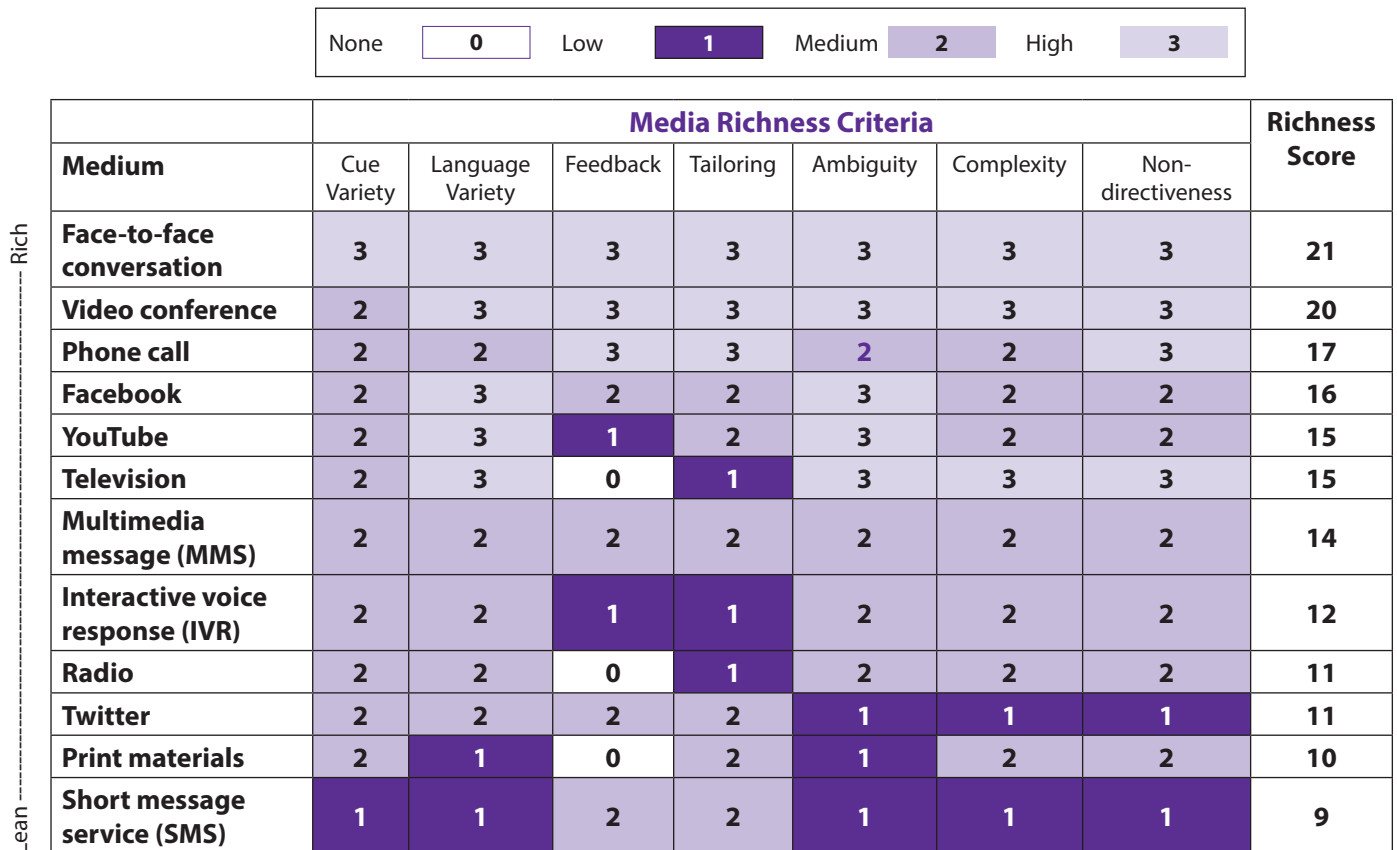 None 0 Low 1 Medium 2 High 3
Media Richness Criteria Richness Score
Medium Cue Variety Language Variety Feedback Tailoring Ambiguity Complexity Non-directiveness
Rich
Face-to-face conversation 3 3 3 3 3 3 3 21
Video conference 2 3 3 3 3 3 3 20
Phone call 2 2 3 3 2 2 3 17
Facebook 2 3 2 2 3 2 2 16
YouTube 2 3 1 2 3 2 2 15
Television 2 3 0 1 3 3 3 15
Multimedia message (MMS) 2 2 2 2 2 2 2 14
Interactive voice response (IVR) 2 2 1 1 2 2 2 12
Radio 2 2 0 1 2 2 2 11
Twitter 2 2 2 2 1 1 1 11
Print materials 2 1 0 2 1 2 2 10
Short message service (SMS) 1 1 2 2 1 1 1 9
Lean